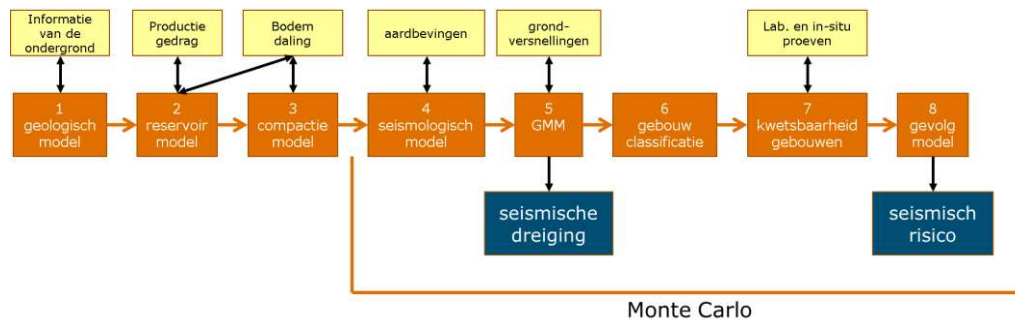 Informatie
van de
ondergrond
Productie
gedrag
Bodem
daling
aardbevingen
grond-
versnellingen
Lab. en in-situ
proeven
1
geologisch
model
2
reservoir
model
3
compactie
model
4
seismologisch
model
5
GMM
6
gebouw
classificatie
7
kwetsbaarheid
gebouwen
8
gevolg
model
seismische
dreiging
seismisch
risico
Monte Carlo